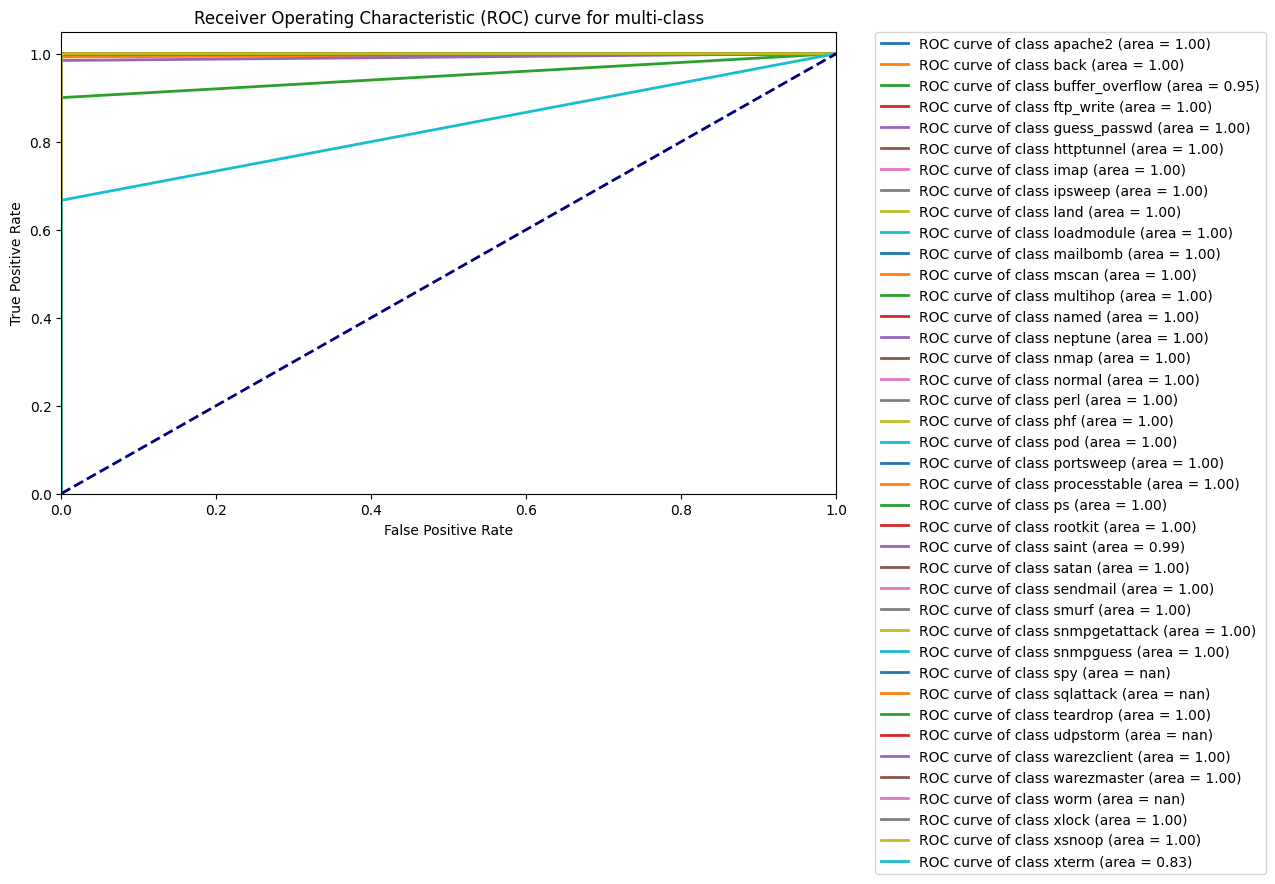 Receiver Operating Characteristic (ROC) curve for multi-class
1.0
0.8
0.6
0.4
0.2
0.0
True Positive Rate
0.0 0.2 0.4 0.6 0.8 1.0
False Positive Rate
ROC curve of class apache2 (area = 1.00)
ROC curve of class back (area = 1.00)
ROC curve of class buffer_overflow (area = 0.95)
ROC curve of class ftp_write (area = 1.00)
ROC curve of class guess_passwd (area = 1.00)
ROC curve of class httptunnel (area = 1.00)
ROC curve of class imap (area = 1.00)
ROC curve of class ipsweep (area = 1.00)
ROC curve of class land (area = 1.00)
ROC curve of class loadmodule (area = 1.00)
ROC curve of class mailbomb (area = 1.00)
ROC curve of class mscan (area = 1.00)
ROC curve of class multihop (area = 1.00)
ROC curve of class named (area = 1.00)
ROC curve of class neptune (area = 1.00)
ROC curve of class nmap (area = 1.00)
ROC curve of class normal (area = 1.00)
ROC curve of class perl (area = 1.00)
ROC curve of class phf (area = 1.00)
ROC curve of class pod (area = 1.00)
ROC curve of class portsweep (area = 1.00)
ROC curve of class processtable (area = 1.00)
ROC curve of class ps (area = 1.00)
ROC curve of class rootkit (area = 1.00)
ROC curve of class saint (area = 0.99)
ROC curve of class satan (area = 1.00)
ROC curve of class sendmail (area = 1.00)
ROC curve of class smurf (area = 1.00)
ROC curve of class snmpgetattack (area = 1.00)
ROC curve of class snmpguess (area = 1.00)
ROC curve of class spy (area = nan)
ROC curve of class sqlattack (area = nan)
ROC curve of class teardrop (area = 1.00)
ROC curve of class udpstorm (area = nan)
ROC curve of class warezclient (area = 1.00)
ROC curve of class warezmaster (area = 1.00)
ROC curve of class worm (area = nan)
ROC curve of class xlock (area = 1.00)
ROC curve of class xsnoop (area = 1.00)
ROC curve of class xterm (area = 0.83)